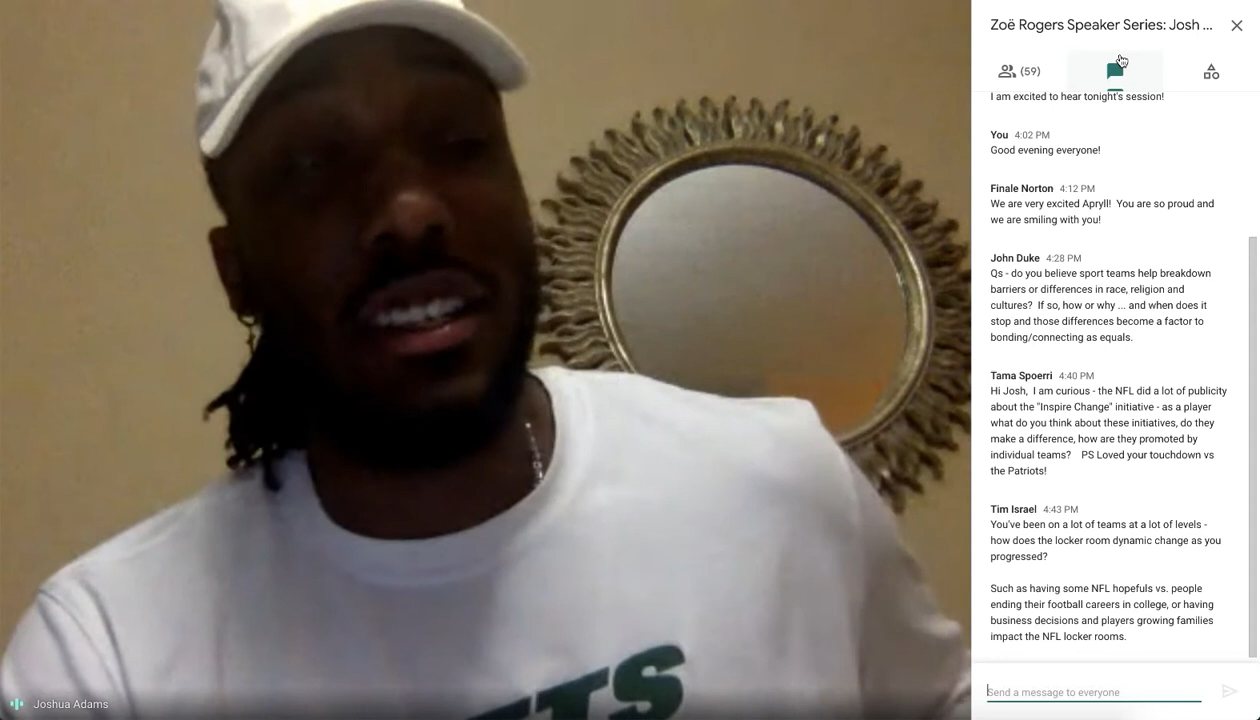 Zoë Rogers Speaker Series: Josh ...
(59)
I am excited to hear tonight's session!
You 4:02 PM
Good evening everyone!
Finale Norton 4:12 PM
We are very excited Apryll! You are so proud and
we are smiling with you!
John Duke 4:28 PM
Qs - do you believe sport teams help breakdown
barriers or differences in race, religion and
cultures? If so, how or why ... and when does it
stop and those differences become a factor to
bonding/connecting as equals.
Tama Spoerri 4:40 PM
Hi Josh, I am curious - the NFL did a lot of publicity
about the "Inspire Change" initiative - as a player
what do you think about these initiatives, do they
make a difference, how are they promoted by
individual teams? PS Loved your touchdown vs
the Patriots!
Tim Israel 4:43 PM
You've been on a lot of teams at a lot of levels -
how does the locker room dynamic change as you
progressed?
Such as having some NFL hopefuls vs. people
ending their football careers in college, or having
business decisions and players growing families
impact the NFL locker rooms.
Send a message to everyone
Joshua Adams